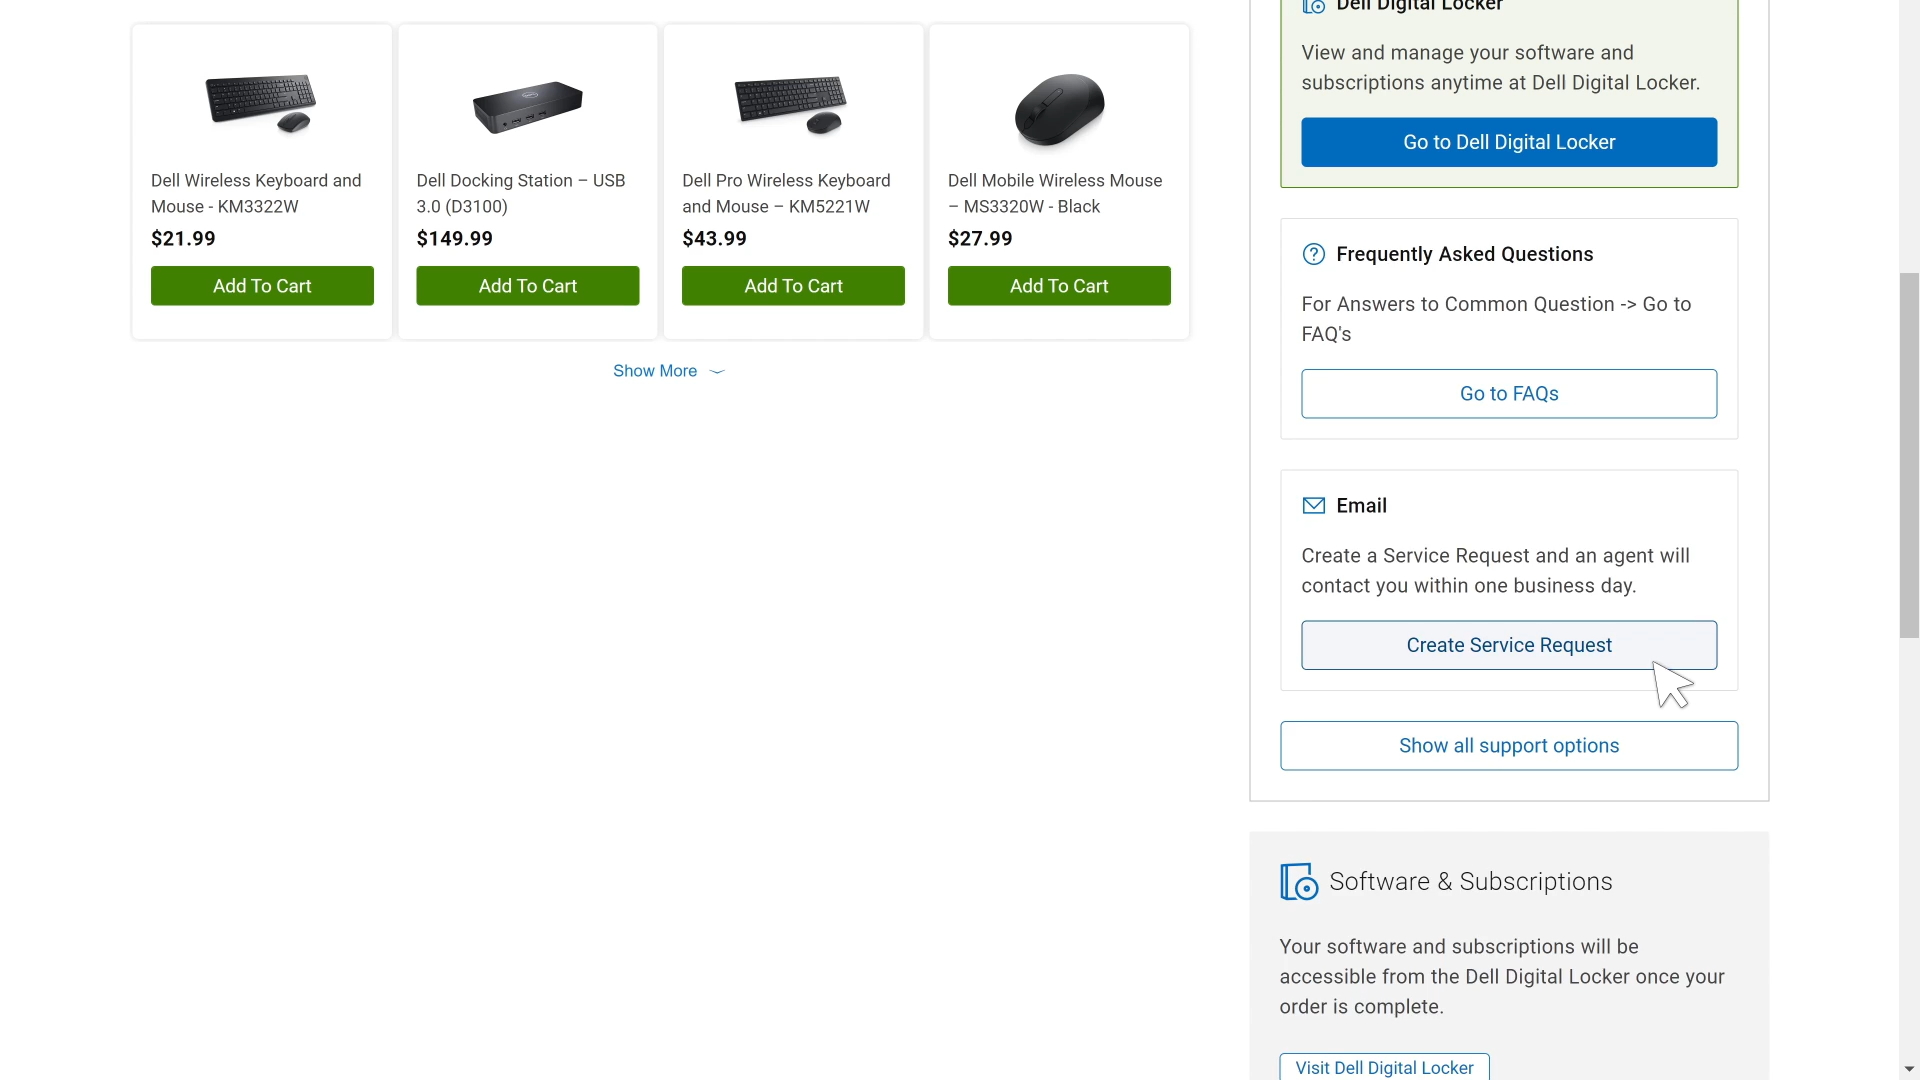 Dell Wireless Keyboard and
Mouse - KM3322W
$21.99
Add To Cart
Dell Docking Station – USB
3.0 (D3100)
$149.99
Add To Cart
Dell Pro Wireless Keyboard
and Mouse – KM5221W
$43.99
Add To Cart
Dell Mobile Wireless Mouse
– MS3320W - Black
$27.99
Add To Cart
Show More
Dell Digital Locker
View and manage your software and
subscriptions anytime at Dell Digital Locker.
Go to Dell Digital Locker
Frequently Asked Questions
For Answers to Common Question -> Go to
FAQ's
Go to FAQs
Email
Create a Service Request and an agent will
contact you within one business day.
Create Service Request
Show all support options
Software & Subscriptions
Your software and subscriptions will be
accessible from the Dell Digital Locker once your
order is complete.
Visit Dell Digital Locker